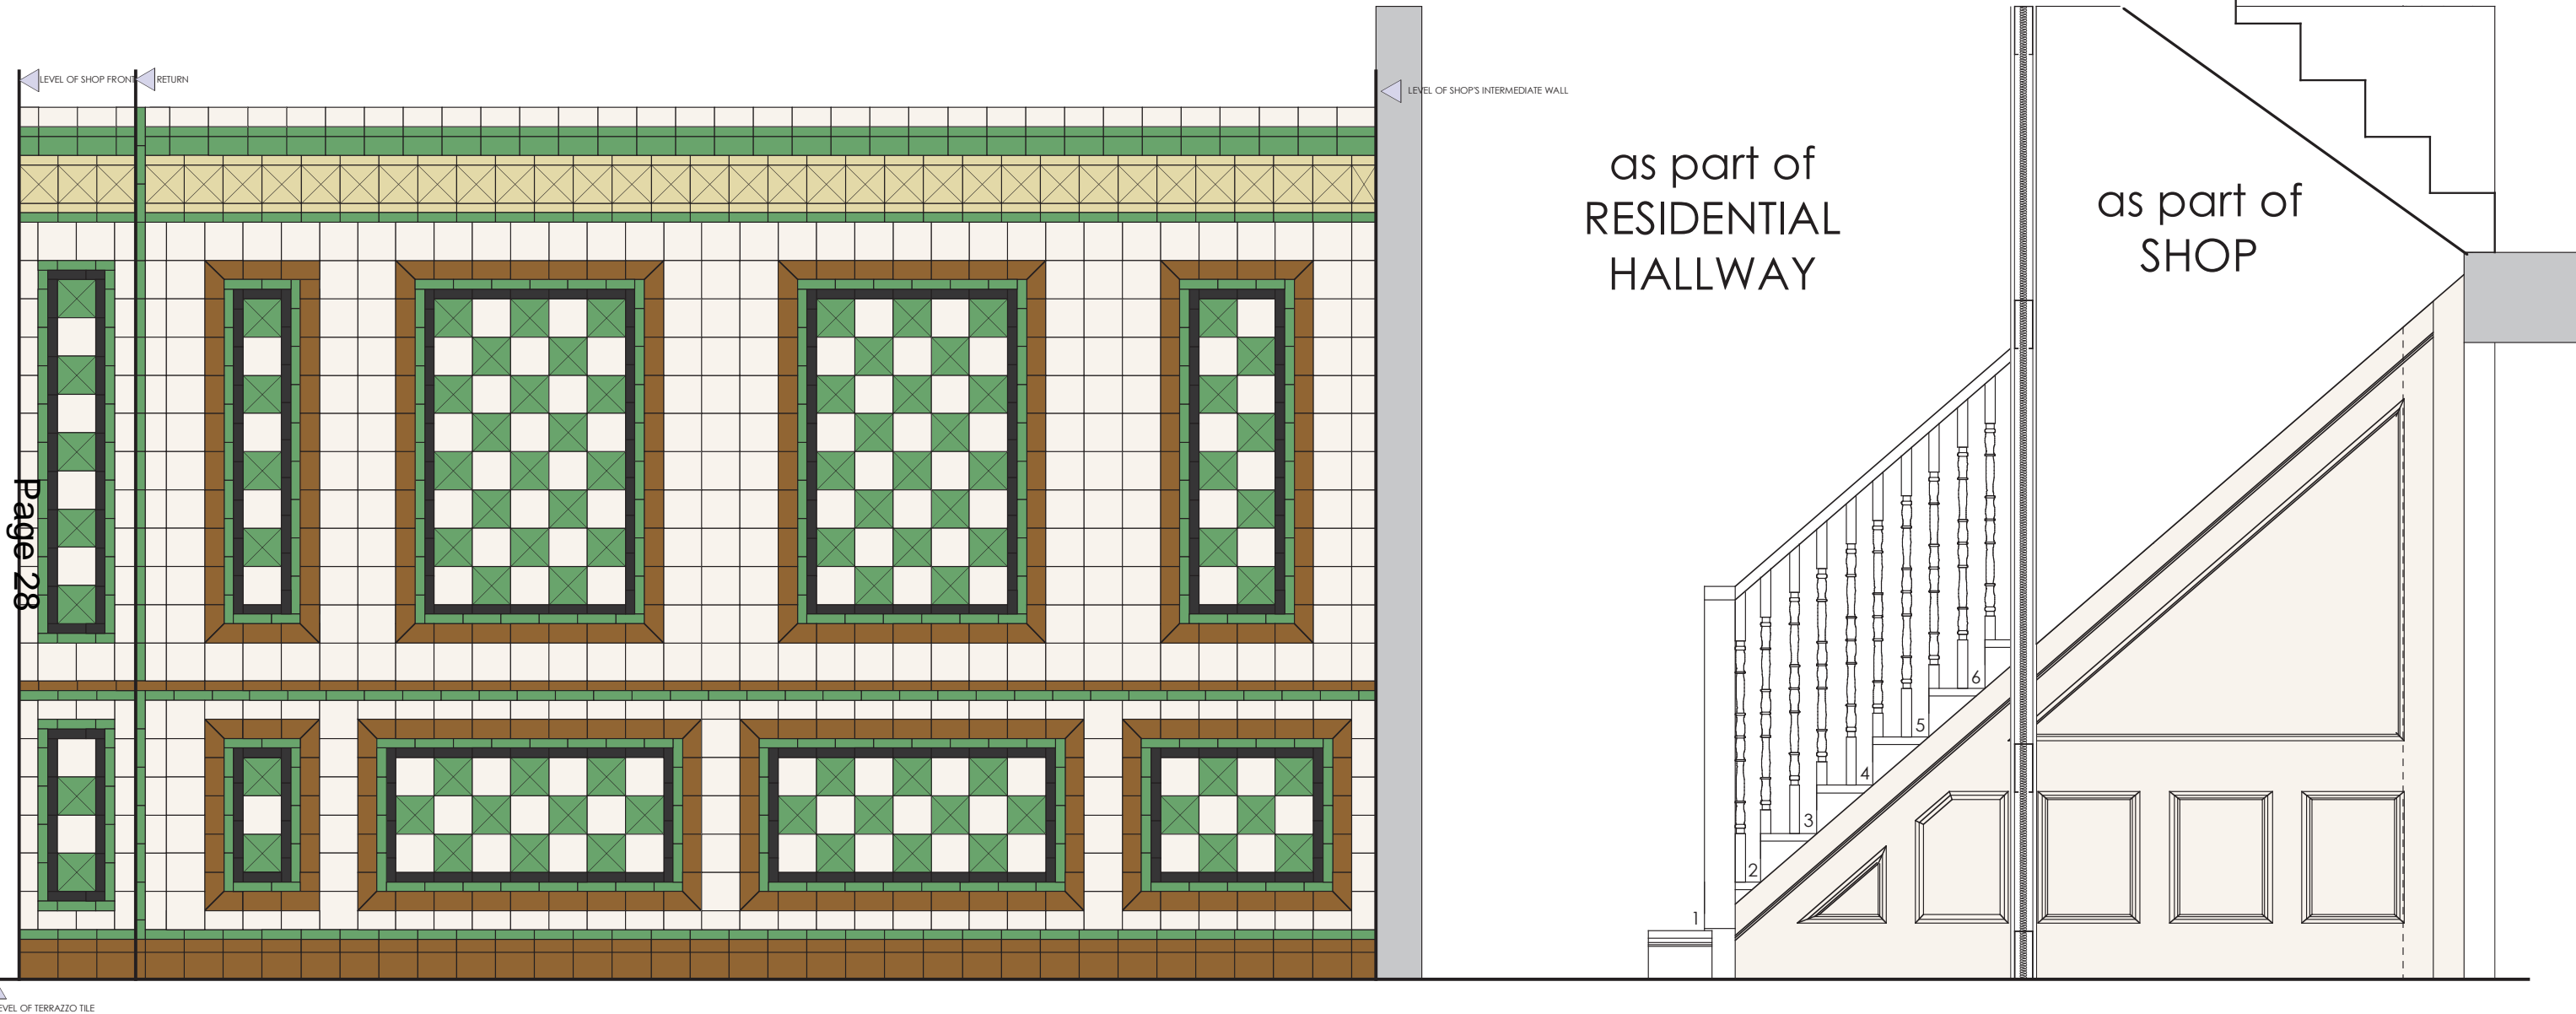 LEVEL OF SHOP FRONT
RETURN
LEVEL OF SHOP'S INTERMEDIATE WALL
as part of
RESIDENTIAL
HALLWAY
as part of
SHOP
Page 28
6
5
4
3
2
1
EVEL OF TERRAZZO TILE